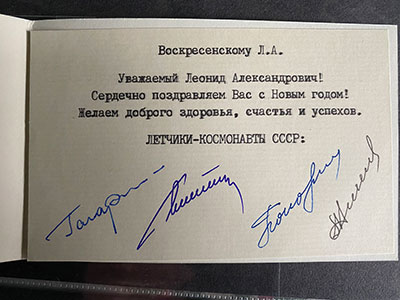 Воскресенскому Л.А.
Уважаемый Леонид Александрович!
Сердечно поздравляем Вас с Новым годом!
Желаем доброго здоровья, счастья и успехов.
ЛЕТЧИКИ-КОСМОНАВТЫ СССР:
Гагарин